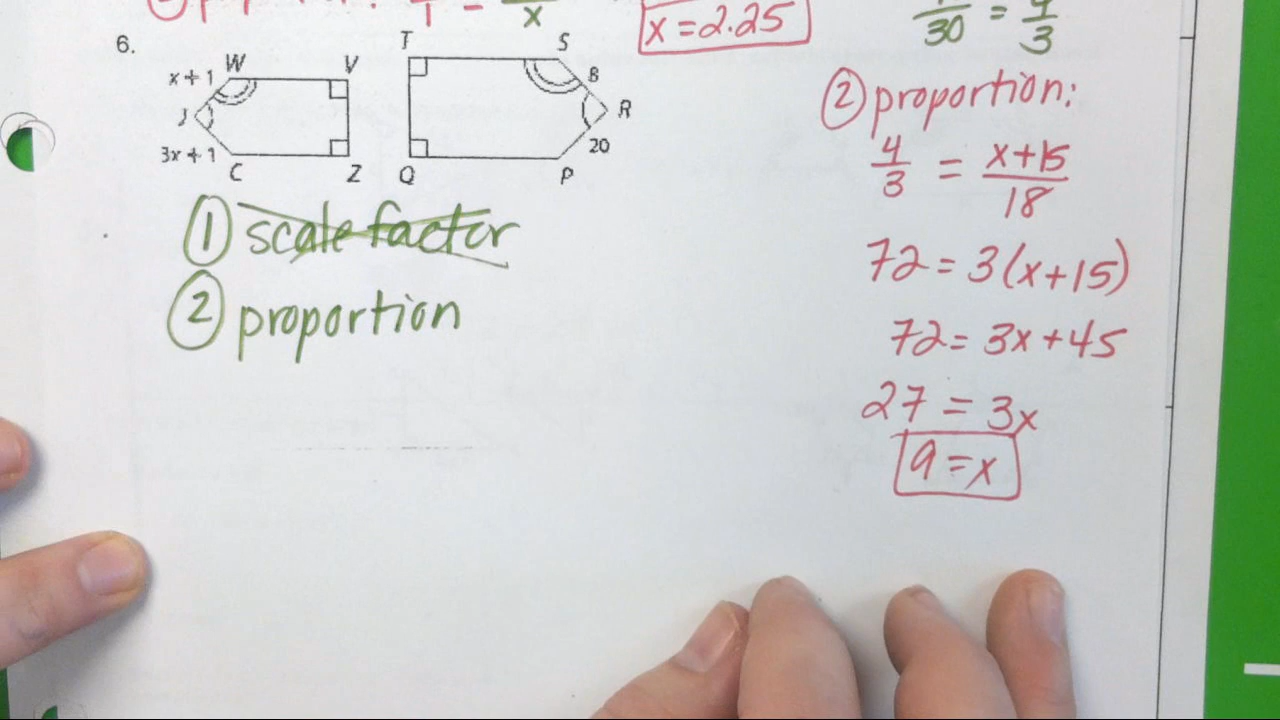 x = 2.25
30 = 3
6.
T S
W V
x + 1 8
J R
3x + 1 20
C Z Q P
① scale factor
② proportion
② proportion:
4/3 = x+15/18
72 = 3(x+15)
72 = 3x+45
27 = 3x
9 = x